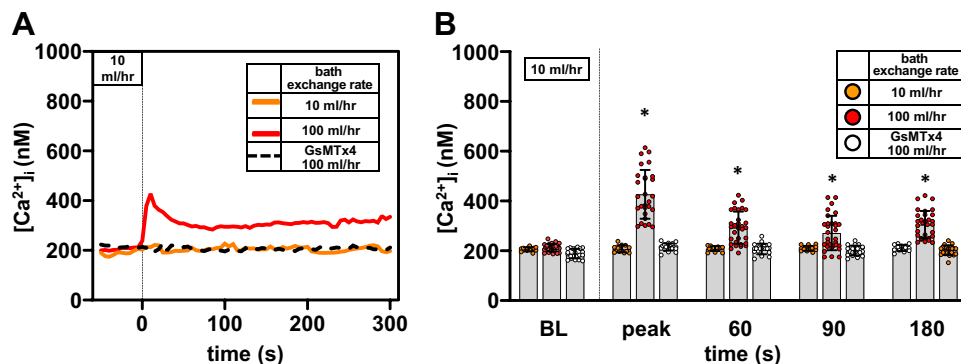 A
1000
800
600
400
200
0
[Ca²⁺]ᵢ (nM)
10
ml/hr
bath
exchange rate
10 ml/hr
100 ml/hr
GsMTx4
100 ml/hr
0
100
200
300
time (s)
B
1000
800
600
400
200
0
[Ca²⁺]ᵢ (nM)
10 ml/hr
bath
exchange rate
10 ml/hr
100 ml/hr
GsMTx4
100 ml/hr
*
*
*
*
BL
peak
60
90
180
time (s)